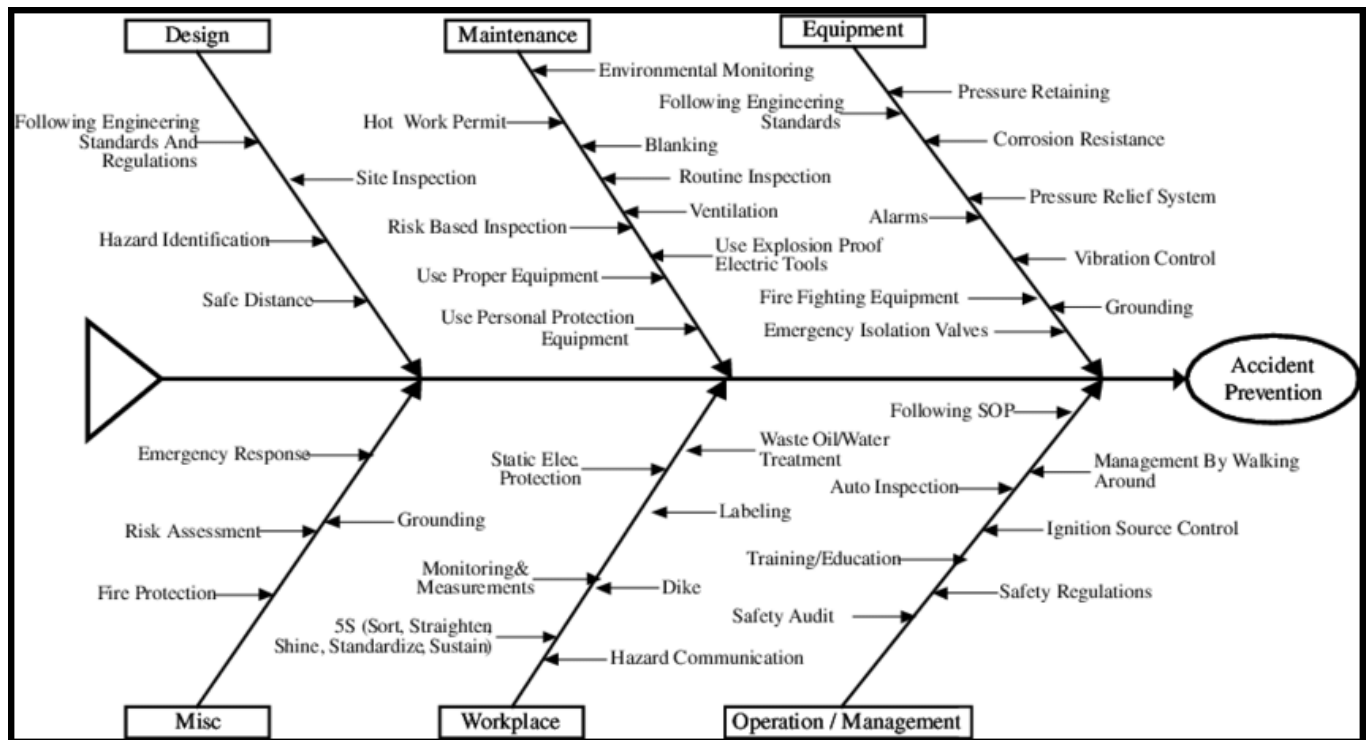 Design
Maintenance
Equipment
Following Engineering
Standards And
Regulations
Site Inspection
Hazard Identification
Safe Distance
Environmental Monitoring
Hot Work Permit
Blanking
Routine Inspection
Ventilation
Risk Based Inspection
Use Explosion Proof
Electric Tools
Use Proper Equipment
Use Personal Protection
Equipment
Pressure Retaining
Following Engineering
Standards
Corrosion Resistance
Pressure Relief System
Alarms
Vibration Control
Fire Fighting Equipment
Grounding
Emergency Isolation Valves
Accident
Prevention
Emergency Response
Grounding
Risk Assessment
Fire Protection
Waste Oil/Water
Treatment
Static Elec.
Protection
Labeling
Monitoring&
Measurements
Dike
5S (Sort, Straighten,
Shine, Standardize, Sustain)
Hazard Communication
Following SOP
Management By Walking
Around
Auto Inspection
Ignition Source Control
Training/Education
Safety Regulations
Safety Audit
Misc
Workplace
Operation / Management